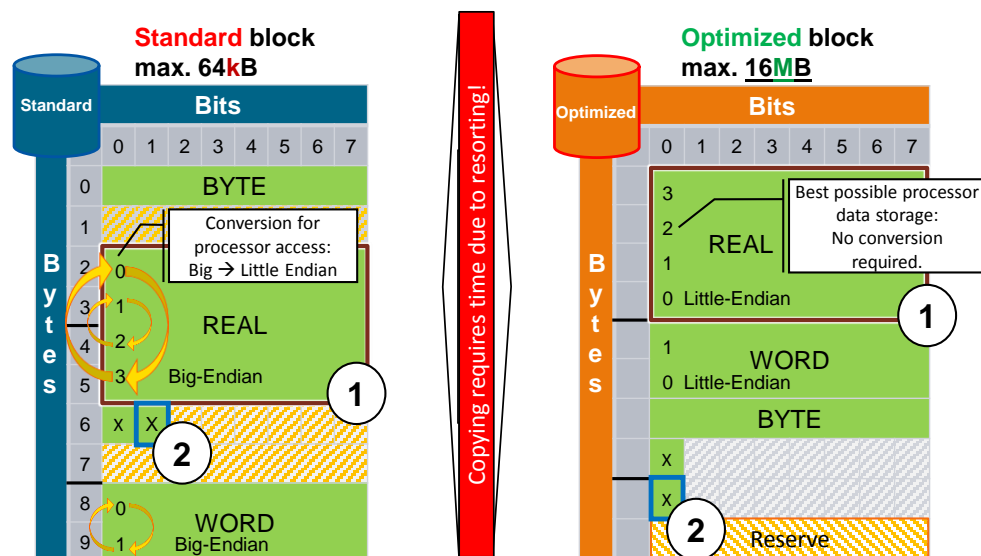 Standard block
max. 64kB
Standard
Bits
0 1 2 3 4 5 6 7
Bytes
0 BYTE
1
Conversion for
processor access:
Big → Little Endian
2 0
3 1
REAL
4 2
5 3 Big-Endian
1
6 x X
2
7
8 0
WORD
9 1 Big-Endian
Copying requires time due to resorting!
Optimized block
max. 16MB
Optimized
Bits
0 1 2 3 4 5 6 7
Bytes
3
2
REAL
1
0 Little-Endian
Best possible processor
data storage:
No conversion
required.
1
1
WORD
0 Little-Endian
BYTE
x
x
2
Reserve